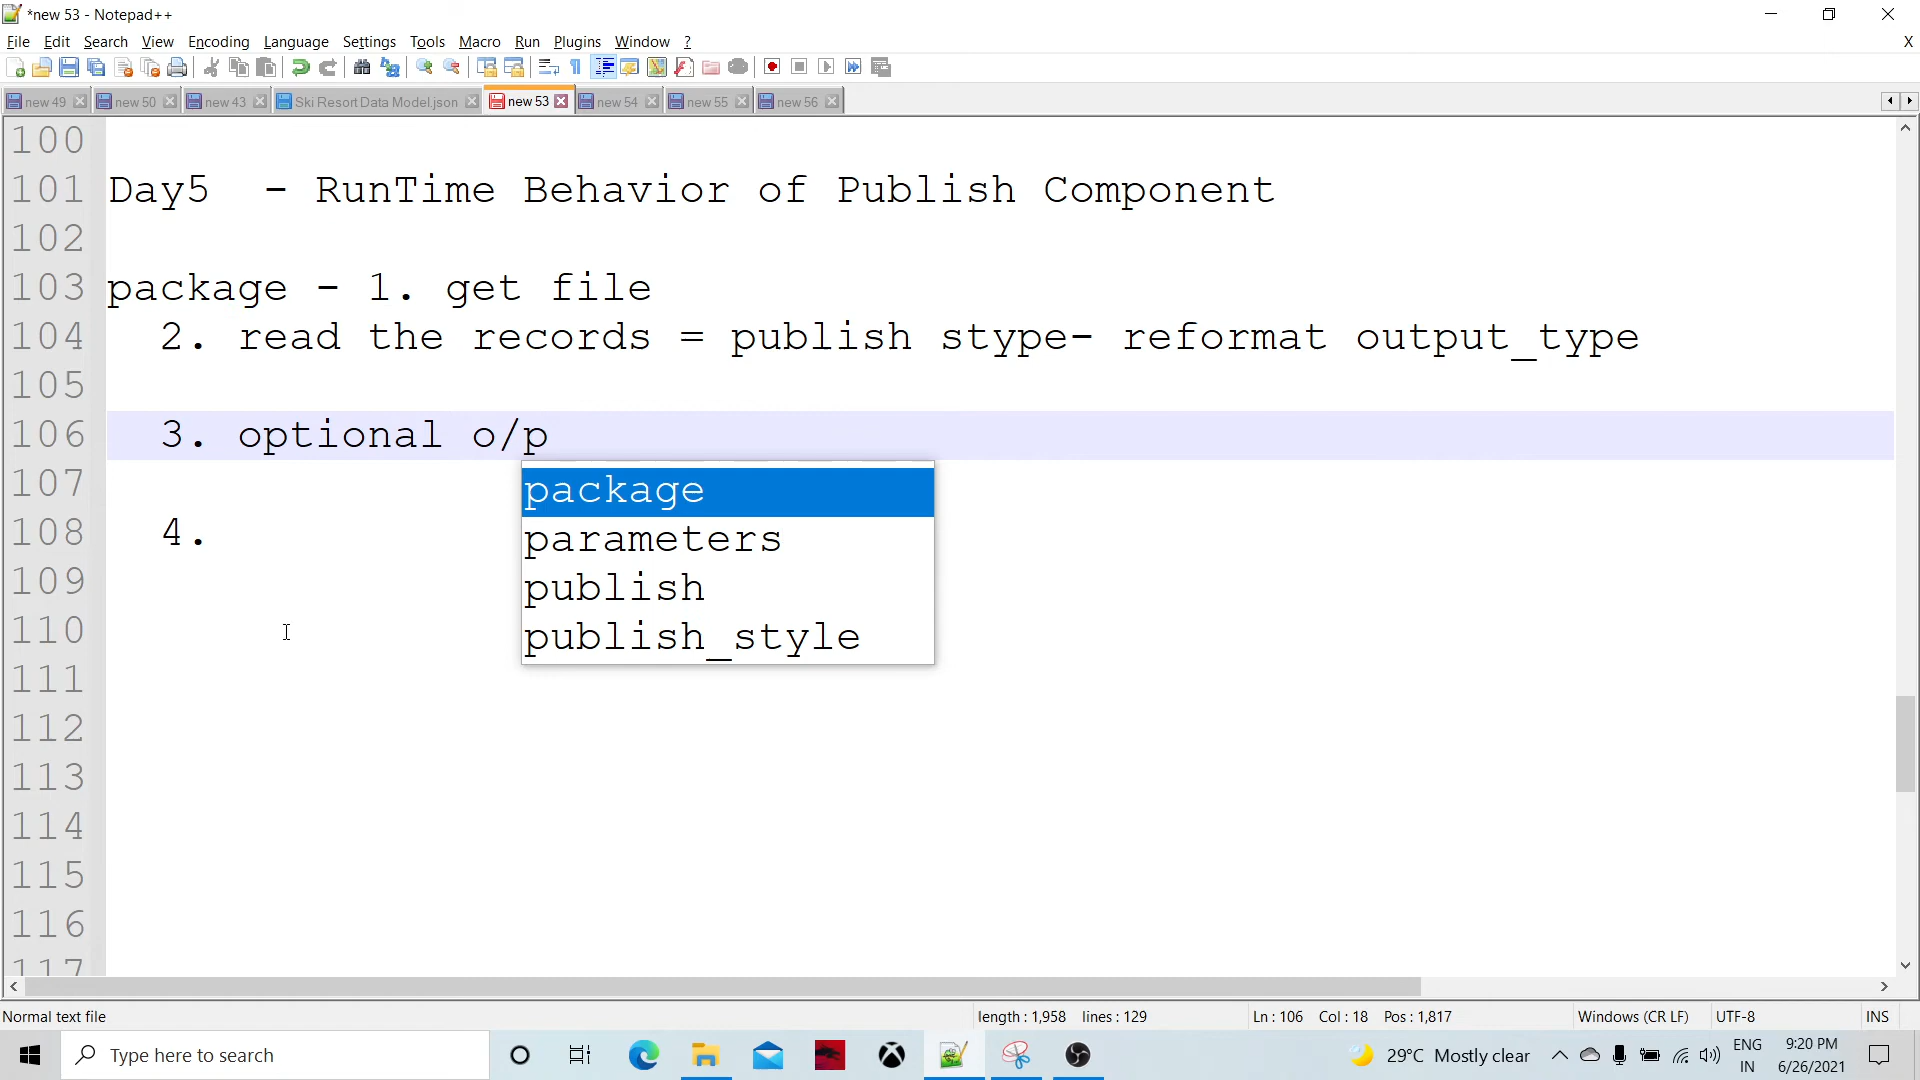 *new 53 - Notepad++
File Edit Search View Encoding Language Settings Tools Macro Run Plugins Window ? X
new 49 new 50 new 43 Ski Resort Data Model.json new 53 new 54 new 55 new 56
100
101 Day5  - RunTime Behavior of Publish Component
102
103 package - 1. get file
104 2. read the records = publish stype- reformat output_type
105
106 3. optional o/p
107 package
108 4. parameters
109 publish
110 publish_style
111
112
113
114
115
116
117
Normal text file length : 1,958 lines : 129 Ln : 106 Col : 18 Pos : 1,817 Windows (CR LF) UTF-8 INS
Type here to search 29°C Mostly clear ENG IN 9:20 PM 6/26/2021